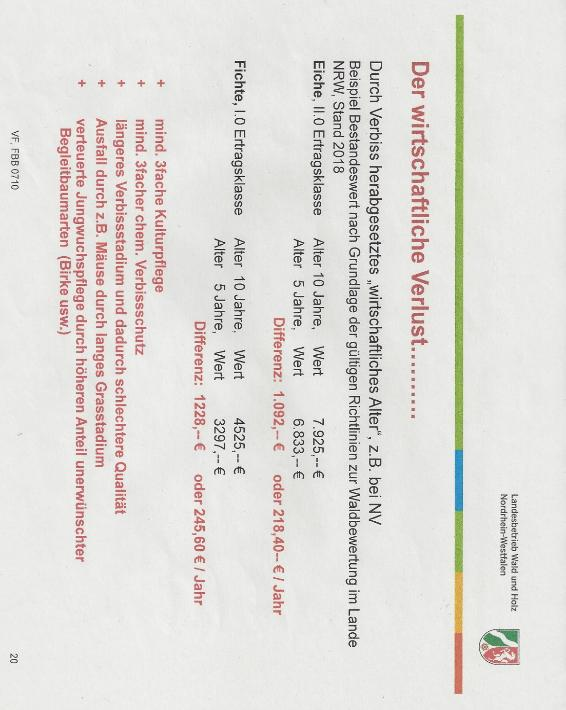 Landesbetrieb Wald und Holz
Nordrhein-Westfalen
Der wirtschaftliche Verlust..........
Durch Verbiss herabgesetztes „wirtschaftliches Alter“, z.B. bei NV
Beispiel Bestandeswert nach Grundlage der gültigen Richtlinien zur Waldbewertung im Lande
NRW, Stand 2018
Eiche, II.0 Ertragsklasse Alter 10 Jahre, Wert 7.925,-- €
Alter 5 Jahre, Wert 6.833,-- €
Differenz: 1.092,-- € oder 218,40-- € / Jahr
Fichte, I.0 Ertragsklasse Alter 10 Jahre, Wert 4525,-- €
Alter 5 Jahre, Wert 3297,-- €
Differenz: 1228,-- € oder 245,60 € / Jahr
+ mind. 3fache Kulturpflege
+ mind. 3facher chem. Verbissschutz
+ längeres Verbissstadium und dadurch schlechtere Qualität
+ Ausfall durch z.B. Mäuse durch langes Grasstadium
+ verteuerte Jungwuchspflege durch höheren Anteil unerwünschter
Begleitbaumarten (Birke usw.)
VF, FBB 0710
20